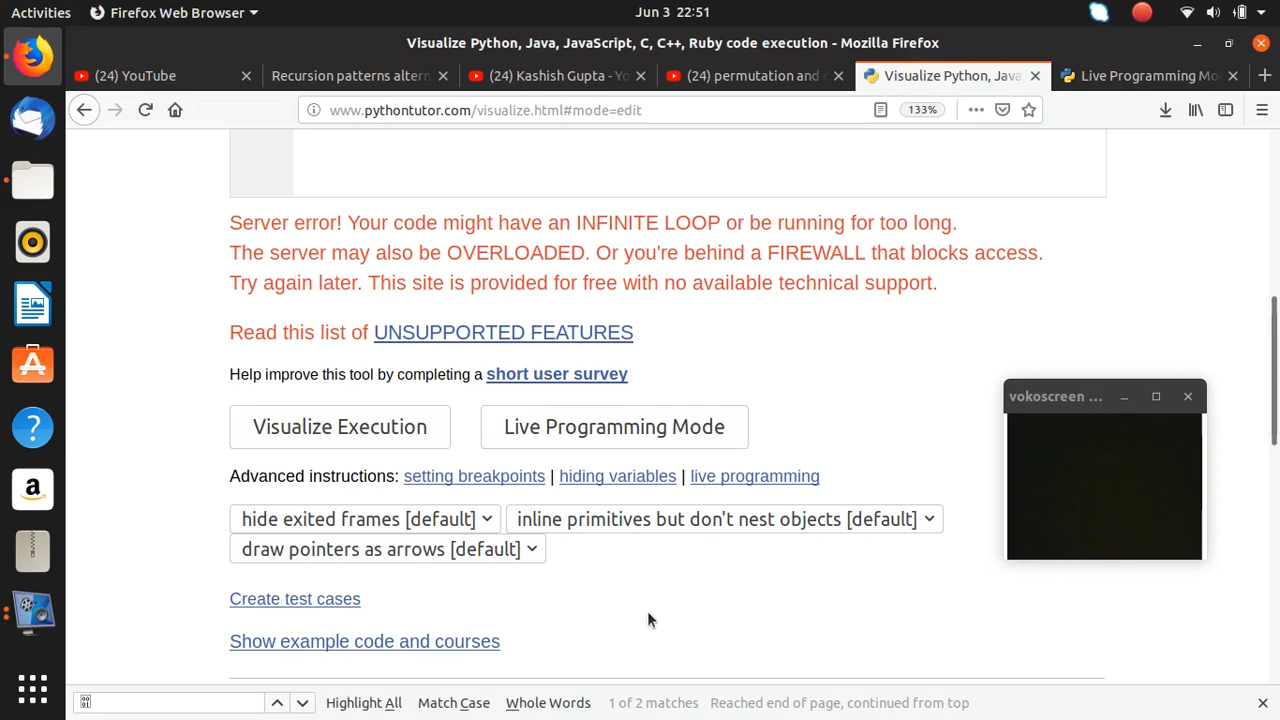 Activities
Firefox Web Browser
Jun 3 22:51
Visualize Python, Java, JavaScript, C, C++, Ruby code execution - Mozilla Firefox
(24) YouTube
Recursion patterns altern
(24) Kashish Gupta - Yo
(24) permutation and c
Visualize Python, Java,
Live Programming Mo
www.pythontutor.com/visualize.html#mode=edit
133%
Server error! Your code might have an INFINITE LOOP or be running for too long.
The server may also be OVERLOADED. Or you're behind a FIREWALL that blocks access.
Try again later. This site is provided for free with no available technical support.
Read this list of UNSUPPORTED FEATURES
Help improve this tool by completing a short user survey
Visualize Execution
Live Programming Mode
vokoscreen ...
Advanced instructions: setting breakpoints | hiding variables | live programming
hide exited frames [default]
inline primitives but don't nest objects [default]
draw pointers as arrows [default]
Create test cases
Show example code and courses
Highlight All
Match Case
Whole Words
1 of 2 matches
Reached end of page, continued from top